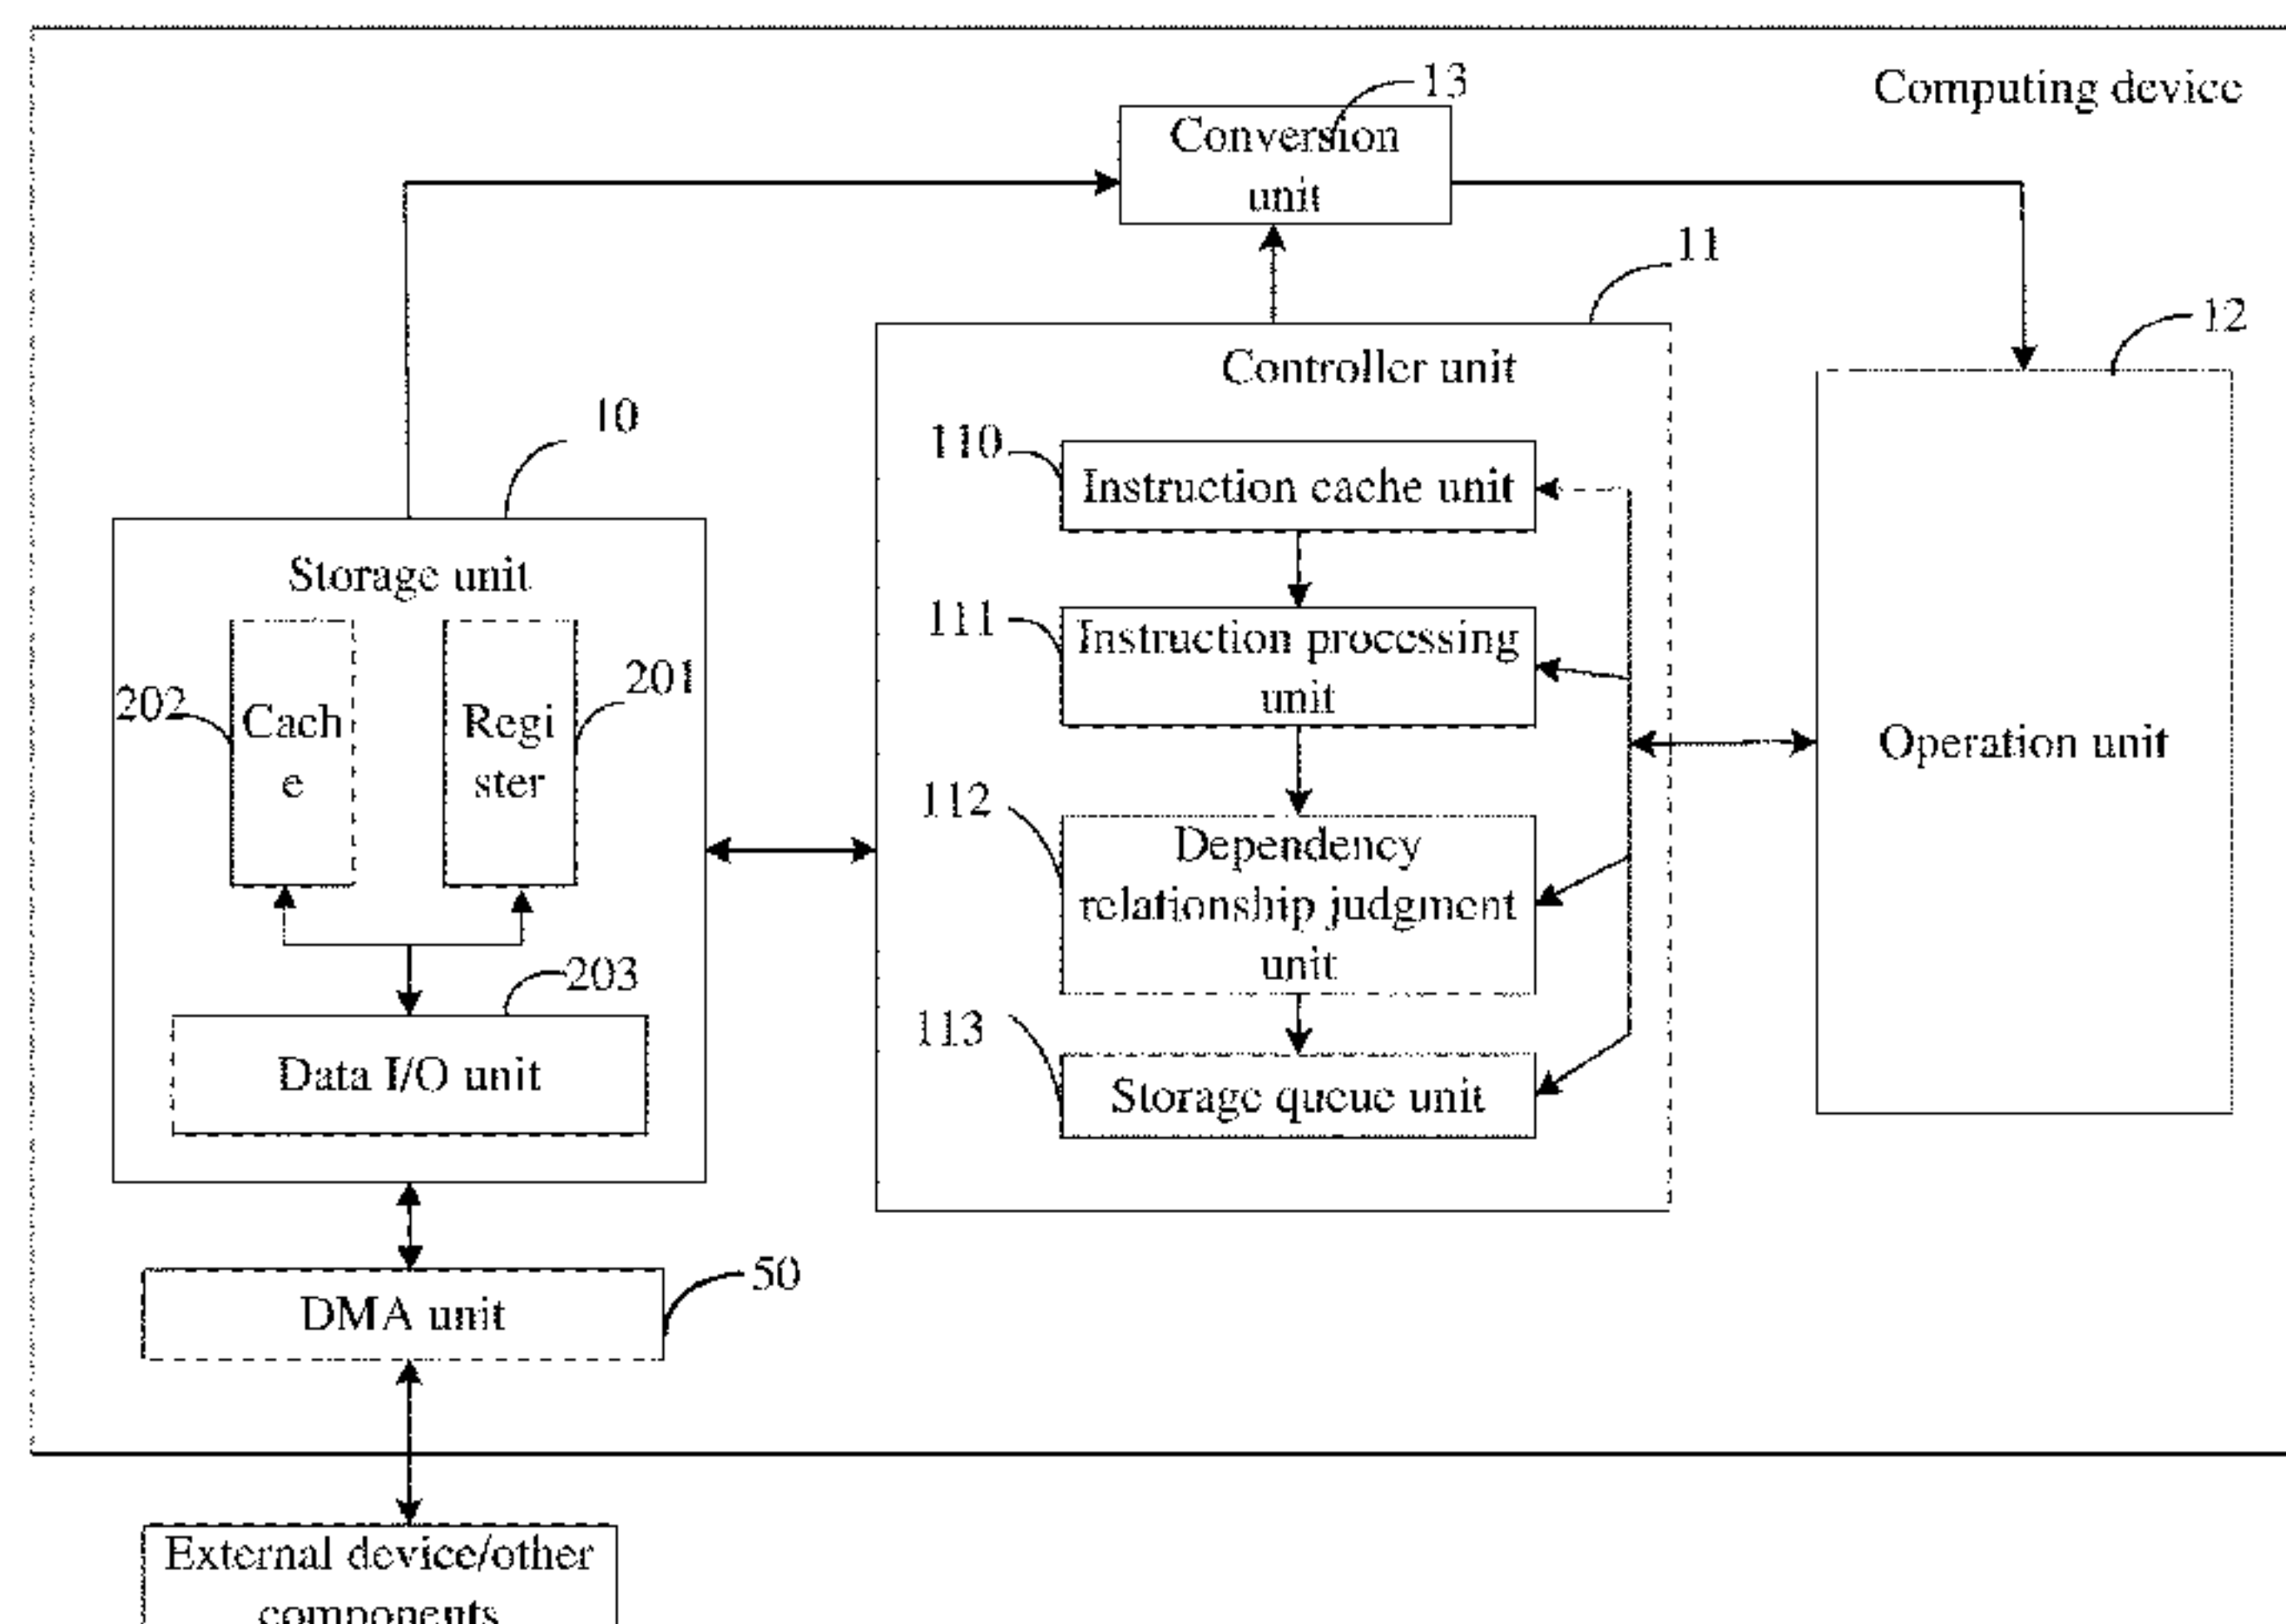 13
Computing device
Conversion
unit
11
12
Controller unit
10
110
Instruction cache unit
Storage unit
111
Instruction processing
unit
202
Cach
e
Regi
ster
201
Operation unit
112
Dependency
relationship judgment
unit
203
113
Data I/O unit
Storage queue unit
50
DMA unit
External device/other
components